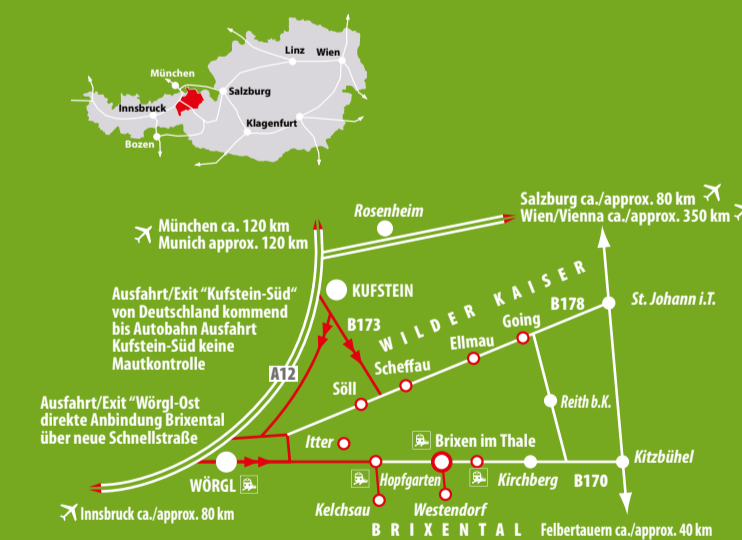 Linz
Wien
München
Salzburg
Innsbruck
Klagenfurt
Bozen
Salzburg ca./approx. 80 km
Wien/Vienna ca./approx. 350 km
Rosenheim
München ca. 120 km
Munich approx. 120 km
WILDER KAISER
Ausfahrt/Exit “Kufstein-Süd“
von Deutschland kommend
bis Autobahn Ausfahrt
Kufstein-Süd keine
Mautkontrolle
KUFSTEIN
B173
B178
St. Johann i.T.
Going
Ellmau
Scheffau
A12
Söll
Ausfahrt/Exit “Wörgl-Ost
direkte Anbindung Brixental
über neue Schnellstraße
Reith b.K.
Itter
Brixen im Thale
Kitzbühel
WÖRGL
Hopfgarten
Kirchberg
B170
Kelchsau
Westendorf
Innsbruck ca./approx. 80 km
BRIXENTAL
Felbertauern ca./approx. 40 km